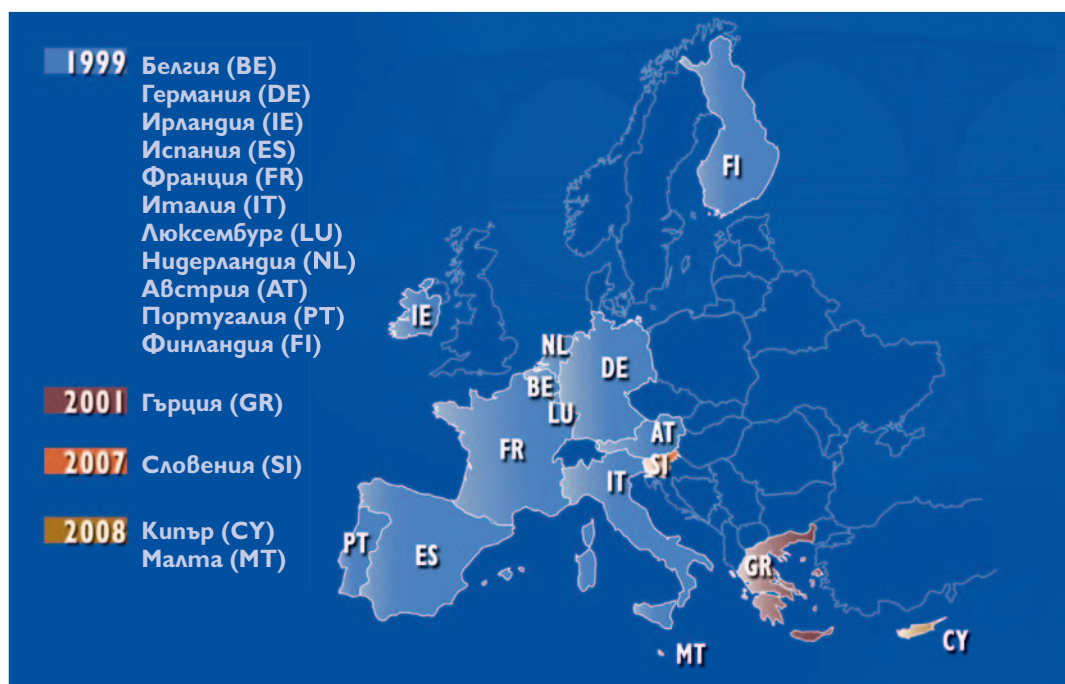 1999 Белгия (BE)
Германия (DE)
Ирландия (IE)
Испания (ES)
Франция (FR)
Италия (IT)
Люксембург (LU)
Нидерландия (NL)
Австрия (AT)
Португалия (PT)
Финландия (FI)
2001 Гърция (GR)
2007 Словения (SI)
2008 Кипър (CY)
Малта (MT)
FI
IE
NL
DE
BE
LU
AT
FR
SI
IT
PT
ES
GR
CY
MT